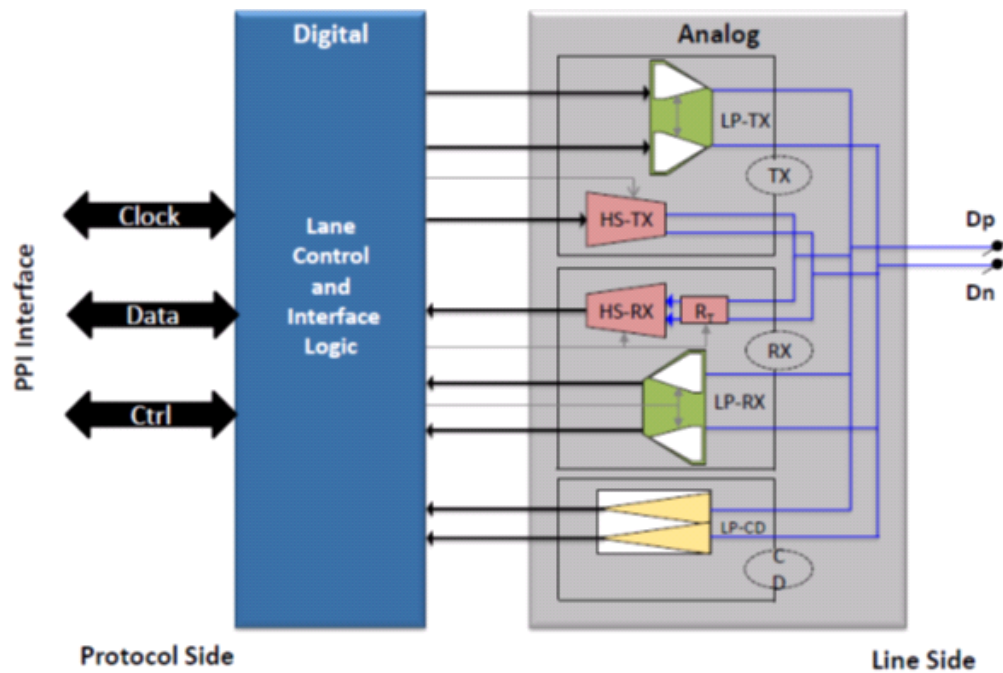 Digital
Analog
LP-TX
TX
Clock
HS-TX
Lane
Control
and
Interface
Logic
Dp
Dn
PPI Interface
Data
HS-RX
RT
RX
Ctrl
LP-RX
LP-CD
C
D
Protocol Side
Line Side